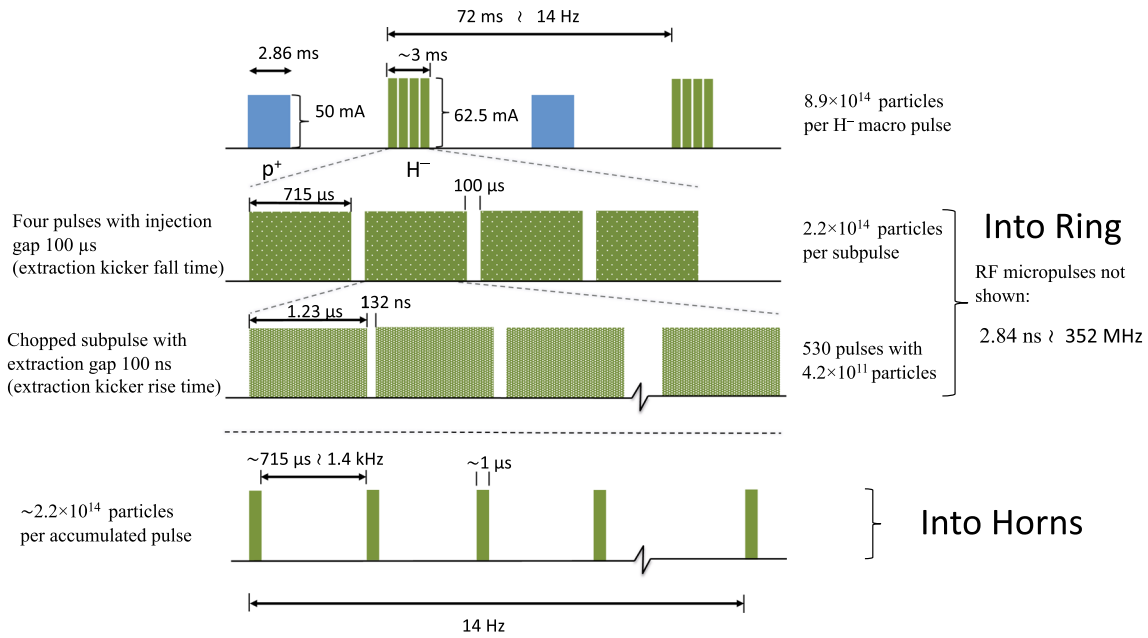 72 ms ≀ 14 Hz
2.86 ms
~3 ms
50 mA
62.5 mA
8.9×10¹⁴ particles
per H⁻ macro pulse
p⁺
H⁻
715 µs
100 µs
Four pulses with injection
gap 100 µs
(extraction kicker fall time)
2.2×10¹⁴ particles
per subpulse
Into Ring
RF micropulses not
shown:
2.84 ns ≀ 352 MHz
1.23 µs
132 ns
Chopped subpulse with
extraction gap 100 ns
(extraction kicker rise time)
530 pulses with
4.2×10¹¹ particles
~715 µs ≀ 1.4 kHz
~1 µs
~2.2×10¹⁴ particles
per accumulated pulse
Into Horns
14 Hz